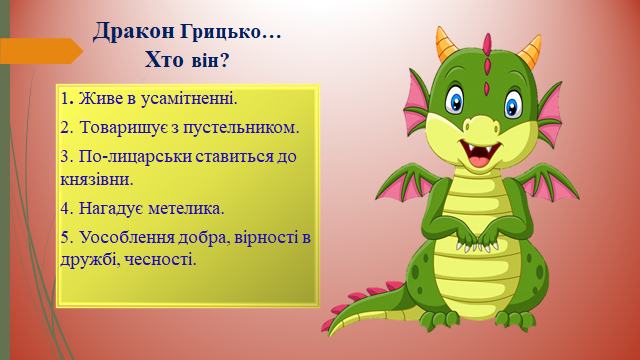 Дракон Грицько…
Хто він?
1. Живе в усамітненні.
2. Товаришує з пустельником.
3. По-лицарськи ставиться до
князівни.
4. Нагадує метелика.
5. Уособлення добра, вірності в
дружбі, чесності.